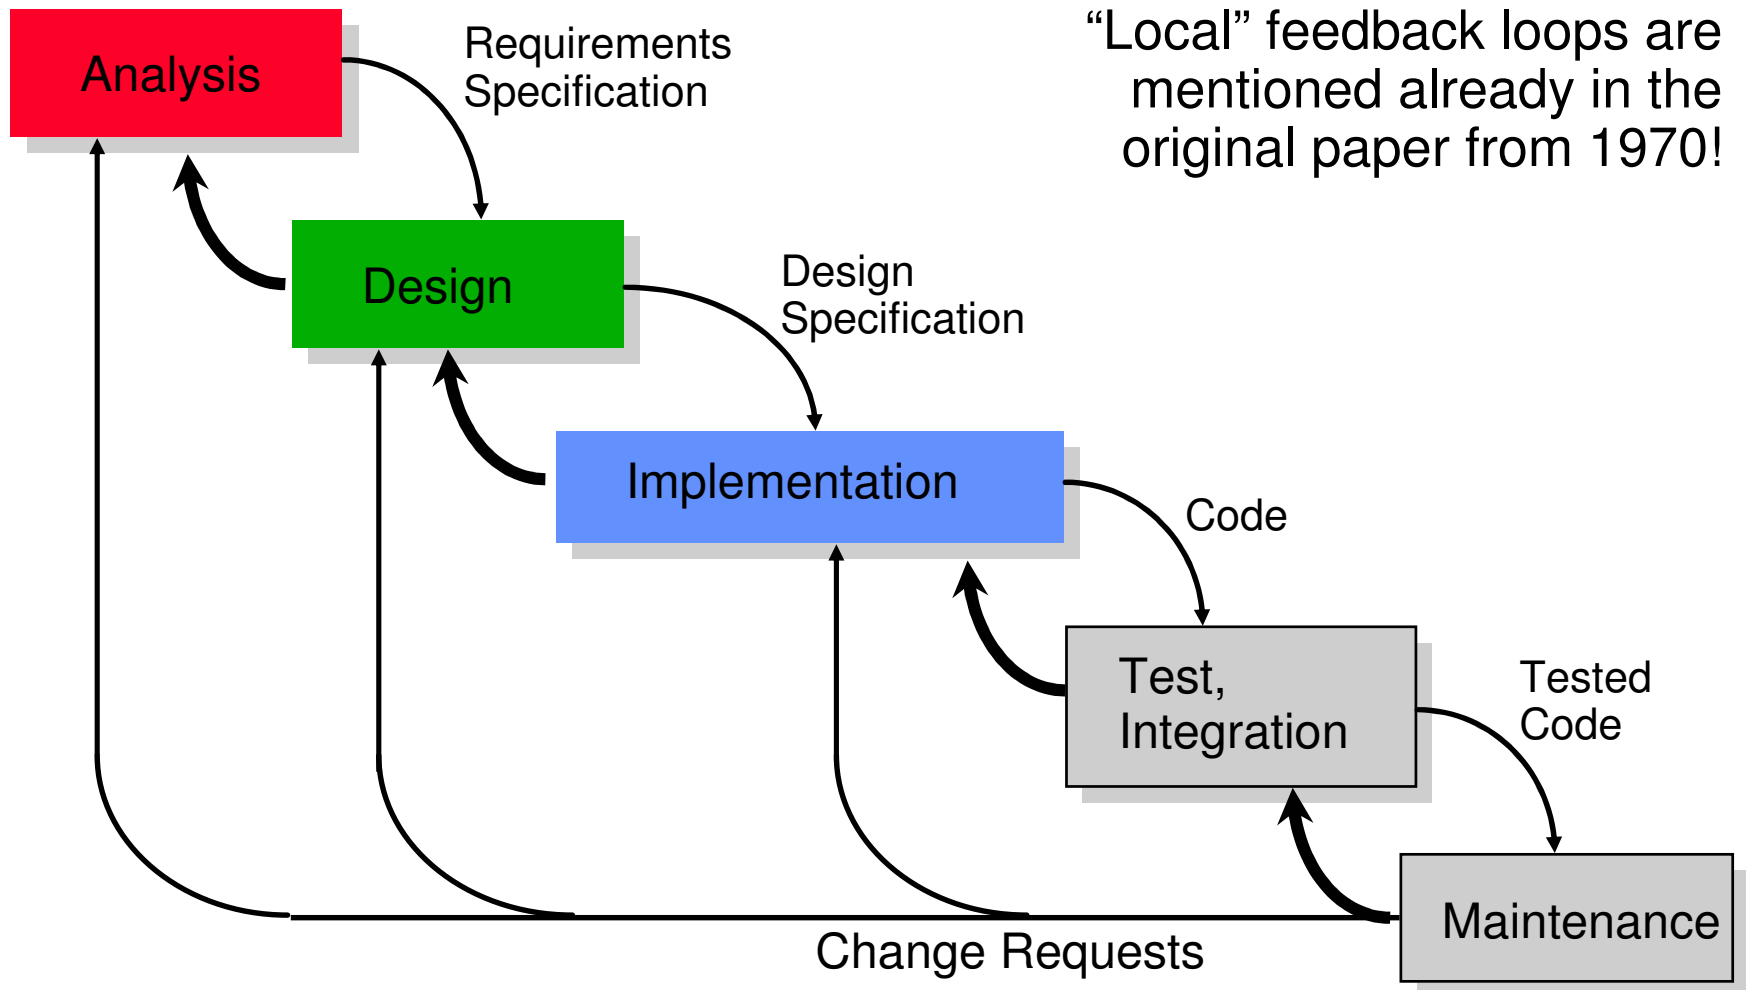 Analysis
Requirements
Specification
“Local” feedback loops are
mentioned already in the
original paper from 1970!
Design
Design
Specification
Implementation
Code
Test,
Integration
Tested
Code
Maintenance
Change Requests